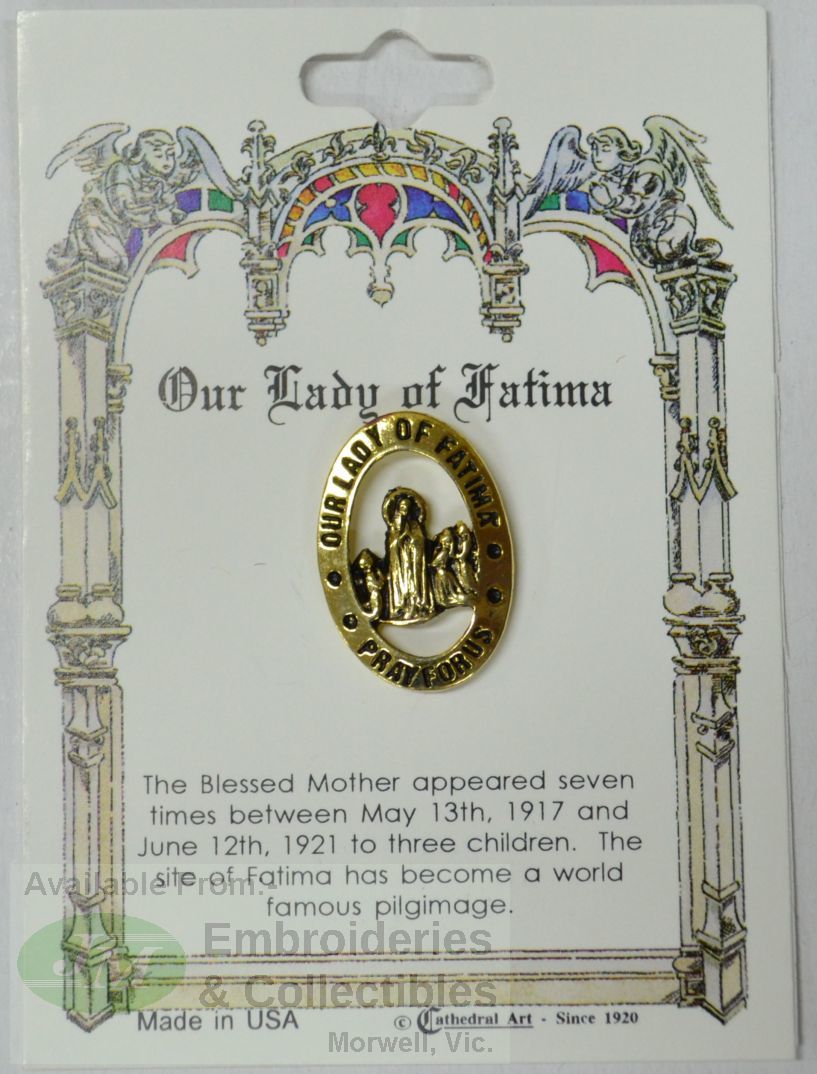 Our Lady of Fatima
OUR LADY OF FATIMA
PRAY FOR US
The Blessed Mother appeared seven
times between May 13th, 1917 and
June 12th, 1921 to three children. The
site of Fatima has become a world
famous pilgimage.
Available From:-
Embroideries
& Collectibles
Morwell, Vic.
Made in USA
© Cathedral Art - Since 1920